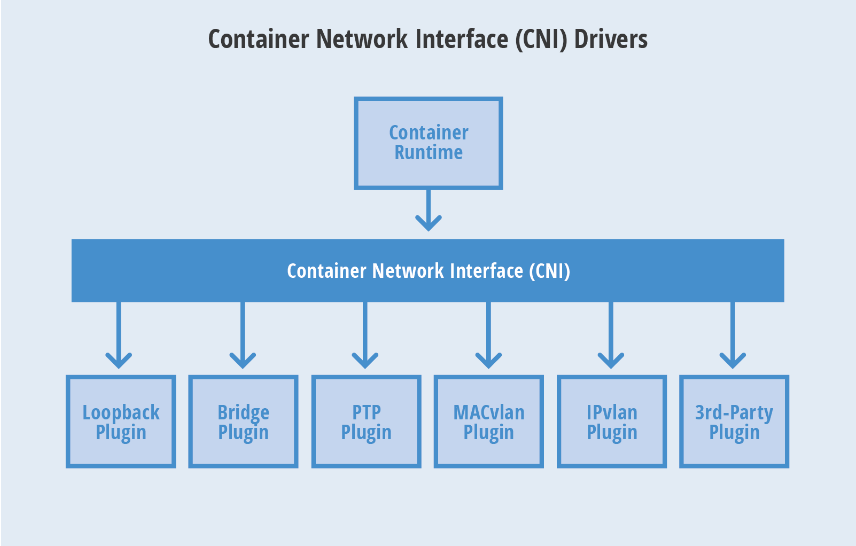 Container Network Interface (CNI) Drivers
Container
Runtime
Container Network Interface (CNI)
Loopback
Plugin
Bridge
Plugin
PTP
Plugin
MACvlan
Plugin
IPvlan
Plugin
3rd-Party
Plugin